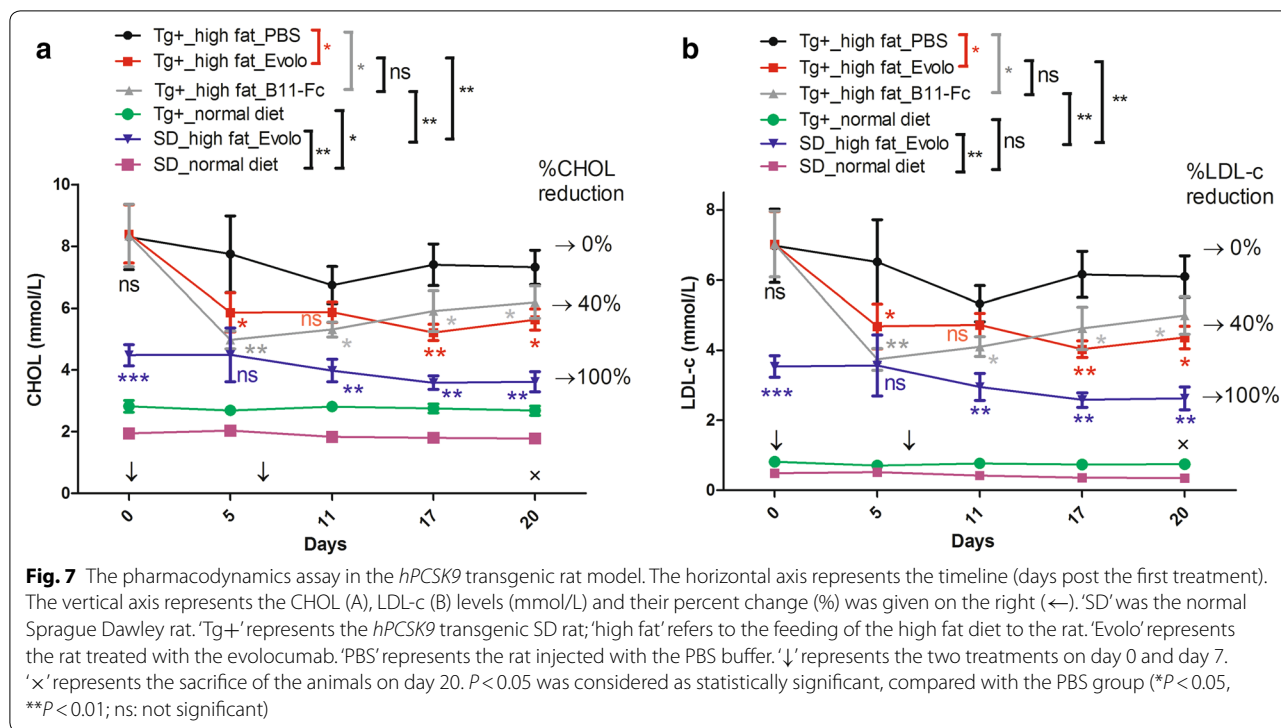 a
Tg+_high fat_PBS
Tg+_high fat_Evolo
Tg+_high fat_B11-Fc
Tg+_normal diet
SD_high fat_Evolo
SD_normal diet
* * ns ** ** * **
%CHOL
reduction
→ 0%
→ 40%
→100%
CHOL (mmol/L)
10
8
6
4
2
0
ns
*** * ** ns
ns * **
* ** **
* * **
↓ ↓ ×
0 5 11 17 20
Days
b
Tg+_high fat_PBS
Tg+_high fat_Evolo
Tg+_high fat_B11-Fc
Tg+_normal diet
SD_high fat_Evolo
SD_normal diet
* * ns ** ** ns **
%LDL-c
reduction
→ 0%
→ 40%
→100%
LDL-c (mmol/L)
8
6
4
2
0
ns
*** * ** ns
ns * **
* ** **
* * **
↓ ↓ ×
0 5 11 17 20
Days
Fig. 7 The pharmacodynamics assay in the hPCSK9 transgenic rat model. The horizontal axis represents the timeline (days post the first treatment).
The vertical axis represents the CHOL (A), LDL-c (B) levels (mmol/L) and their percent change (%) was given on the right (←). ‘SD’ was the normal
Sprague Dawley rat. ‘Tg+’ represents the hPCSK9 transgenic SD rat; ‘high fat’ refers to the feeding of the high fat diet to the rat. ‘Evolo’ represents
the rat treated with the evolocumab. ‘PBS’ represents the rat injected with the PBS buffer. ‘↓’ represents the two treatments on day 0 and day 7.
‘×’ represents the sacrifice of the animals on day 20. P < 0.05 was considered as statistically significant, compared with the PBS group (*P < 0.05,
**P < 0.01; ns: not significant)